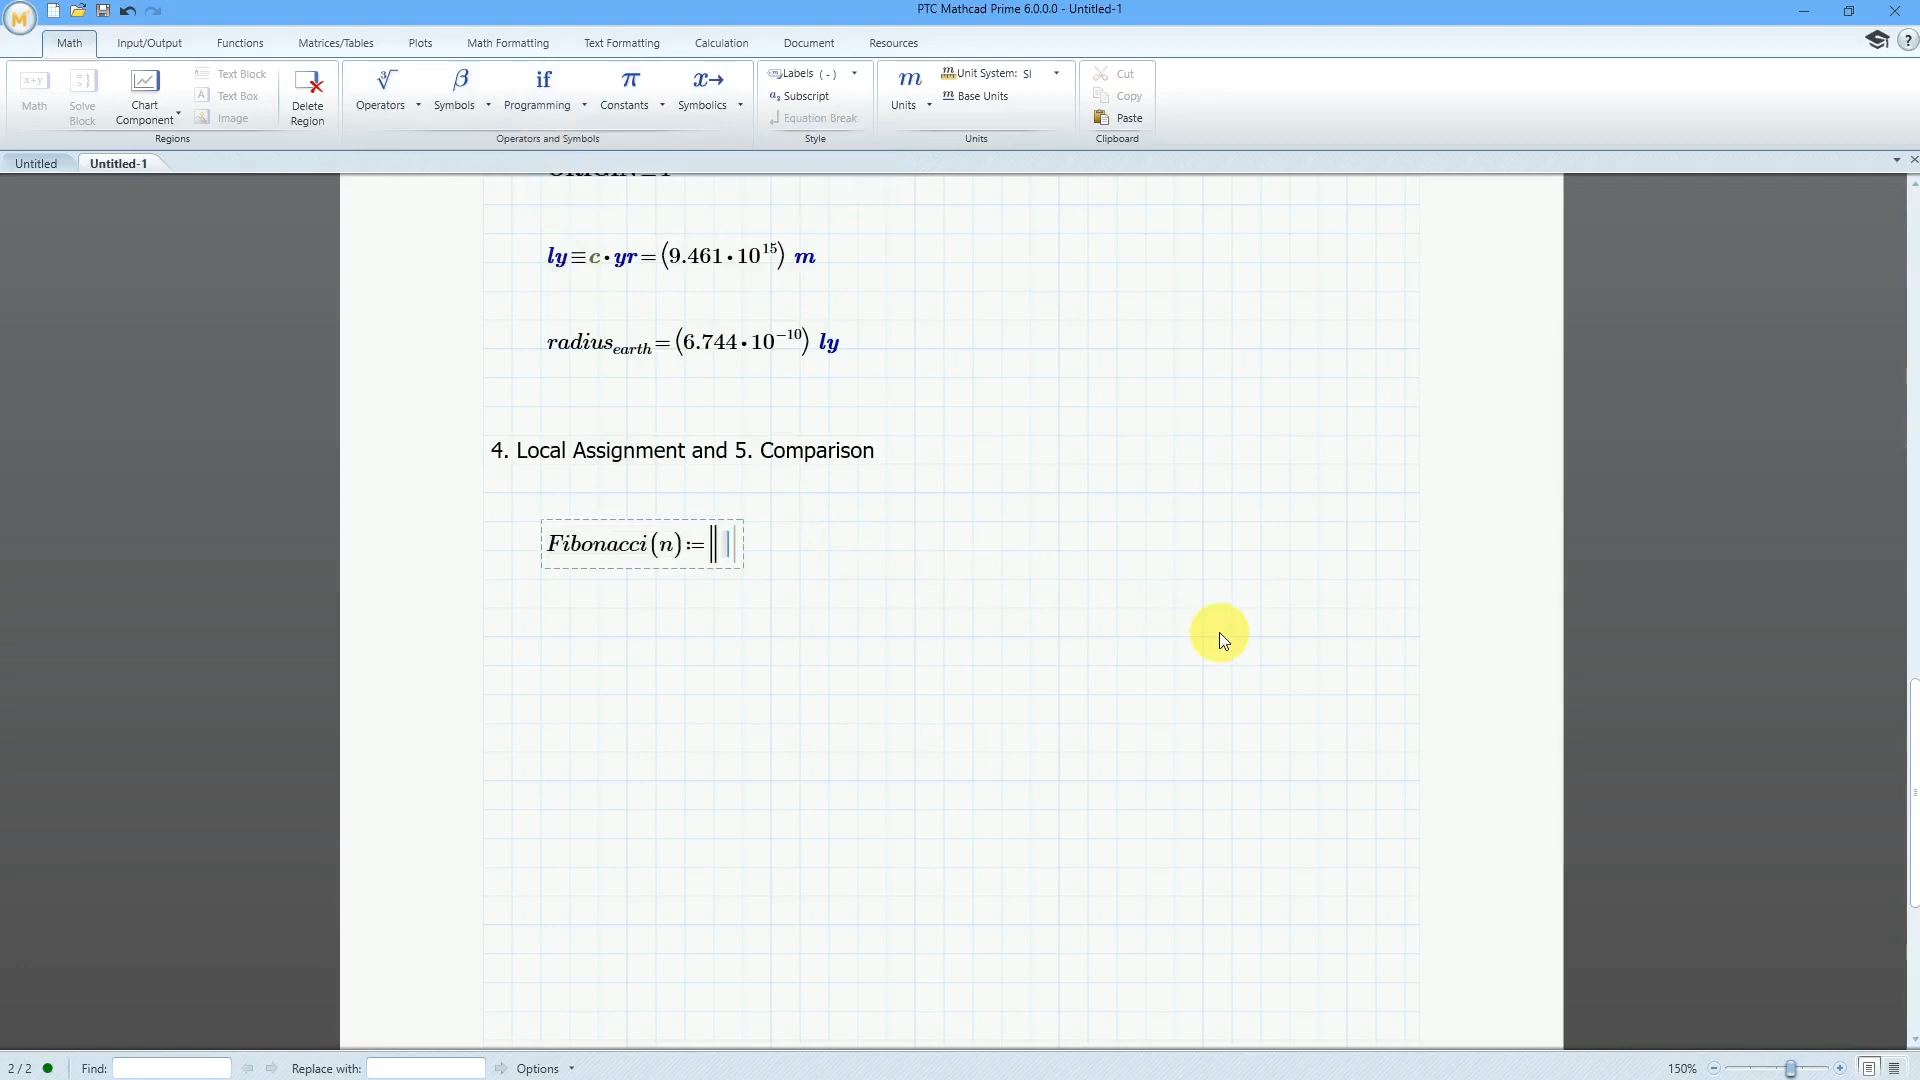 PTC Mathcad Prime 6.0.0.0 - Untitled-1
Math Input/Output Functions Matrices/Tables Plots Math Formatting Text Formatting Calculation Document Resources
Math
Solve Block
Chart Component
Text Block
Text Box
Image
Delete Region
Regions
Operators Symbols Programming Constants Symbolics
Operators and Symbols
Labels ( - )
Subscript
Equation Break
Style
Units
Unit System: SI
Base Units
Units
Cut
Copy
Paste
Clipboard
Untitled Untitled-1
ORIGIN≡1
ly≡c·yr=(9.461·10¹⁵) m
radius_earth=(6.744·10⁻¹⁰) ly
4. Local Assignment and 5. Comparison
Fibonacci(n):=‖
2 / 2 Find: Replace with: Options 150%